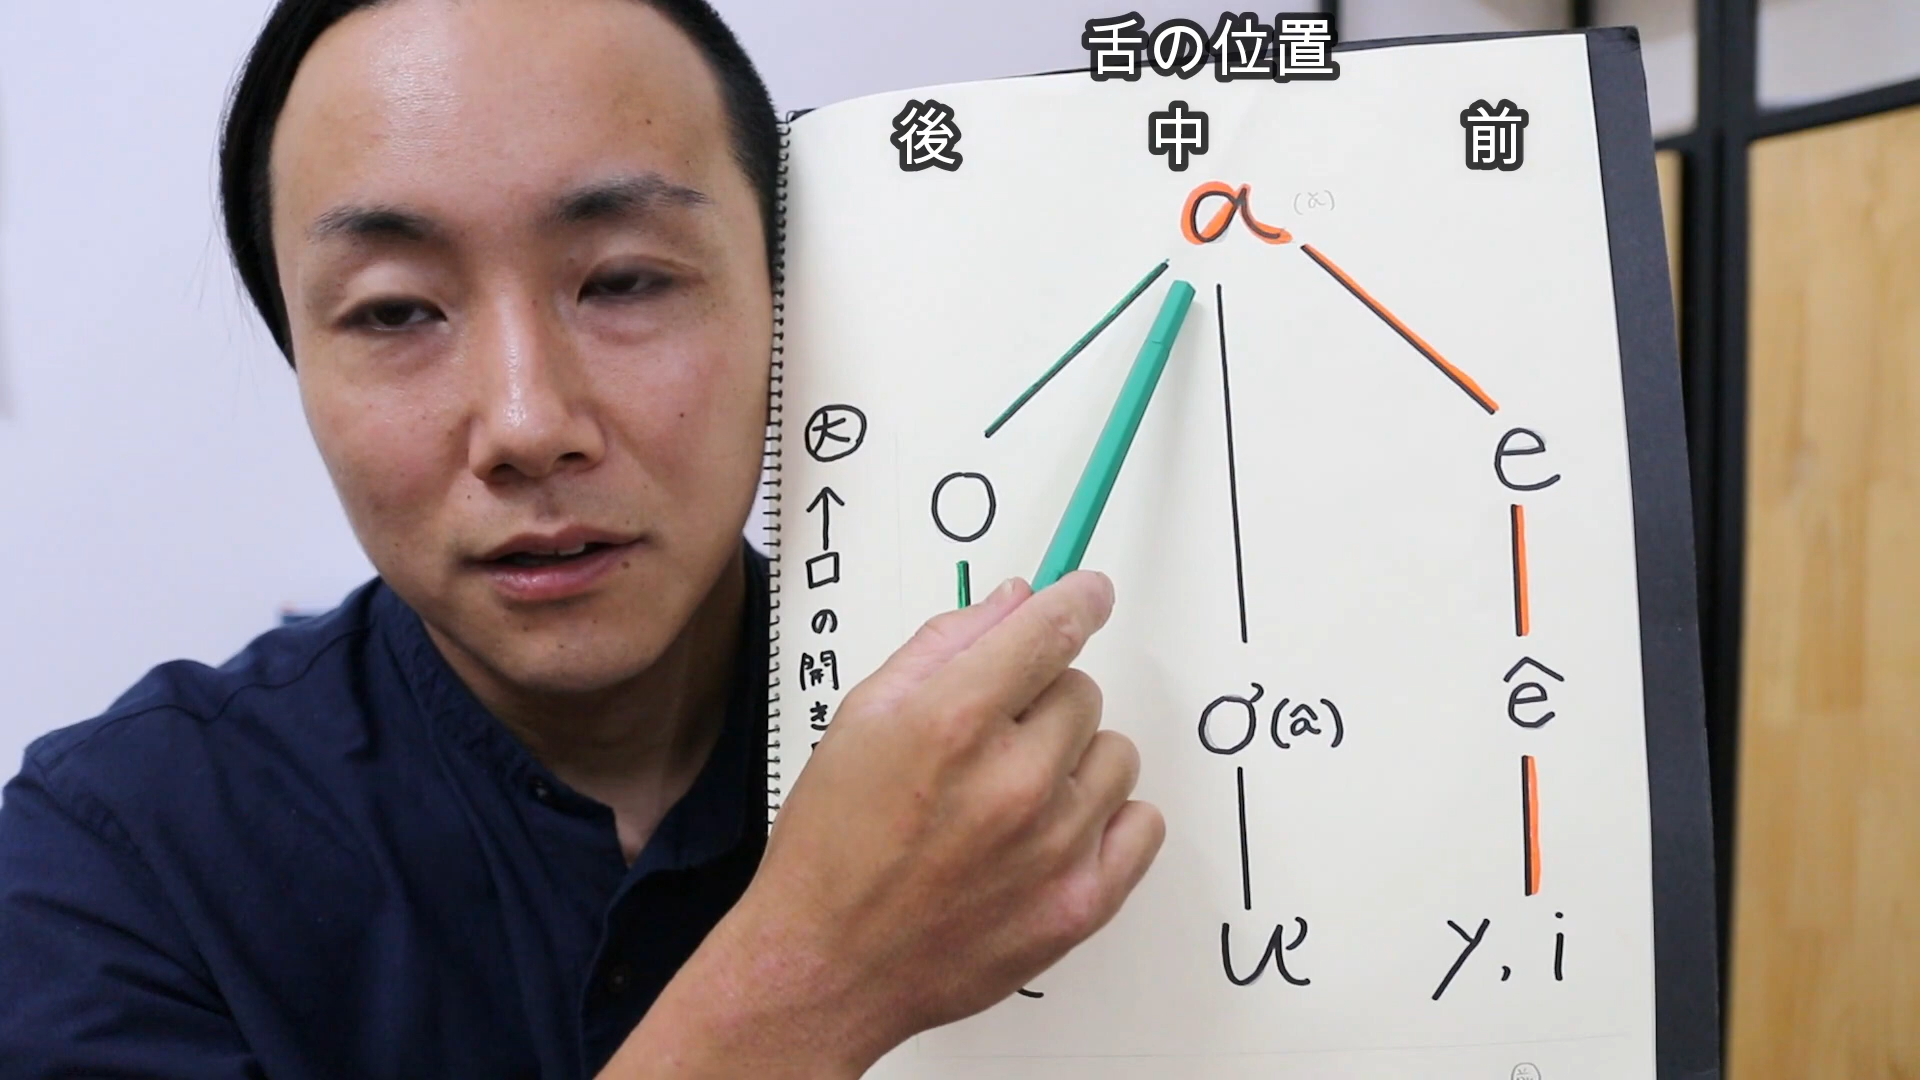 舌の位置
後 中 前
a (ă)
大
↑
口
の
開
き
o
e
ơ (â)
ê
ư
y, i